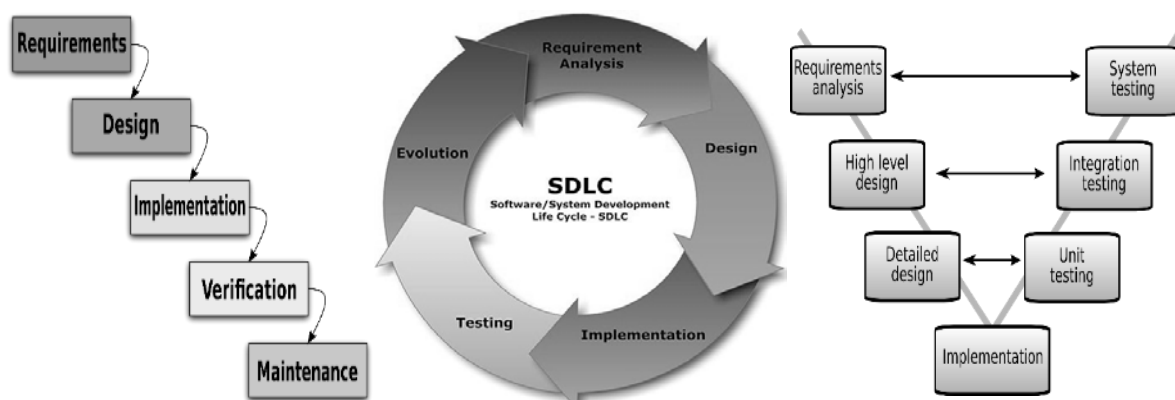 Requirements
Design
Implementation
Verification
Maintenance
Requirement
Analysis
Design
Implementation
Testing
Evolution
SDLC
Software/System Development
Life Cycle - SDLC
Requirements
analysis
System
testing
High level
design
Integration
testing
Detailed
design
Unit
testing
Implementation